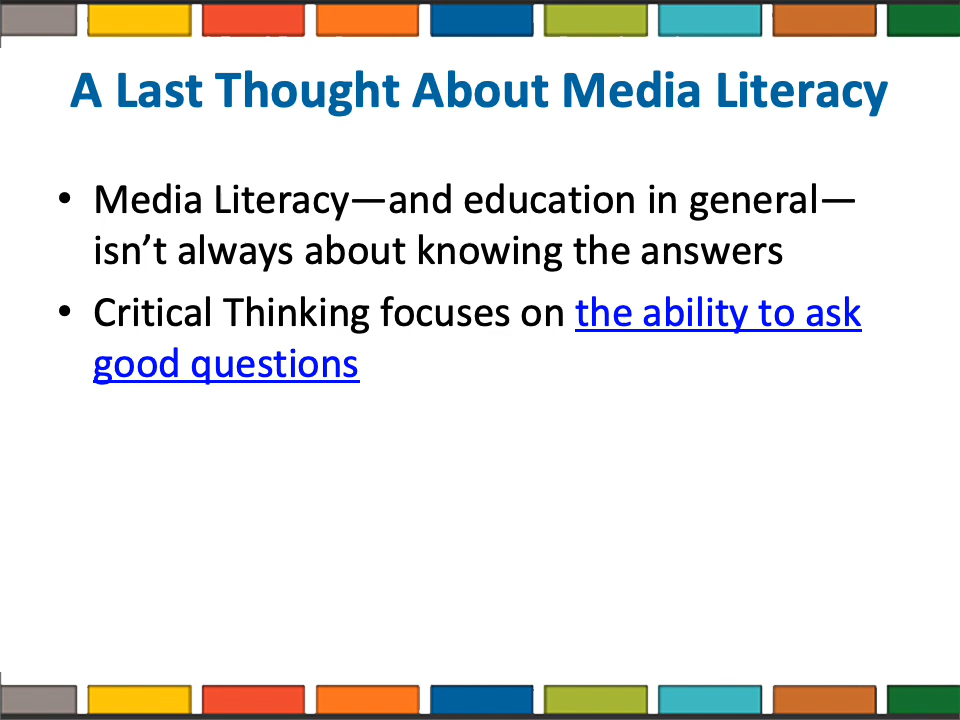 A Last Thought About Media Literacy
• Media Literacy—and education in general—
isn’t always about knowing the answers
• Critical Thinking focuses on the ability to ask
good questions